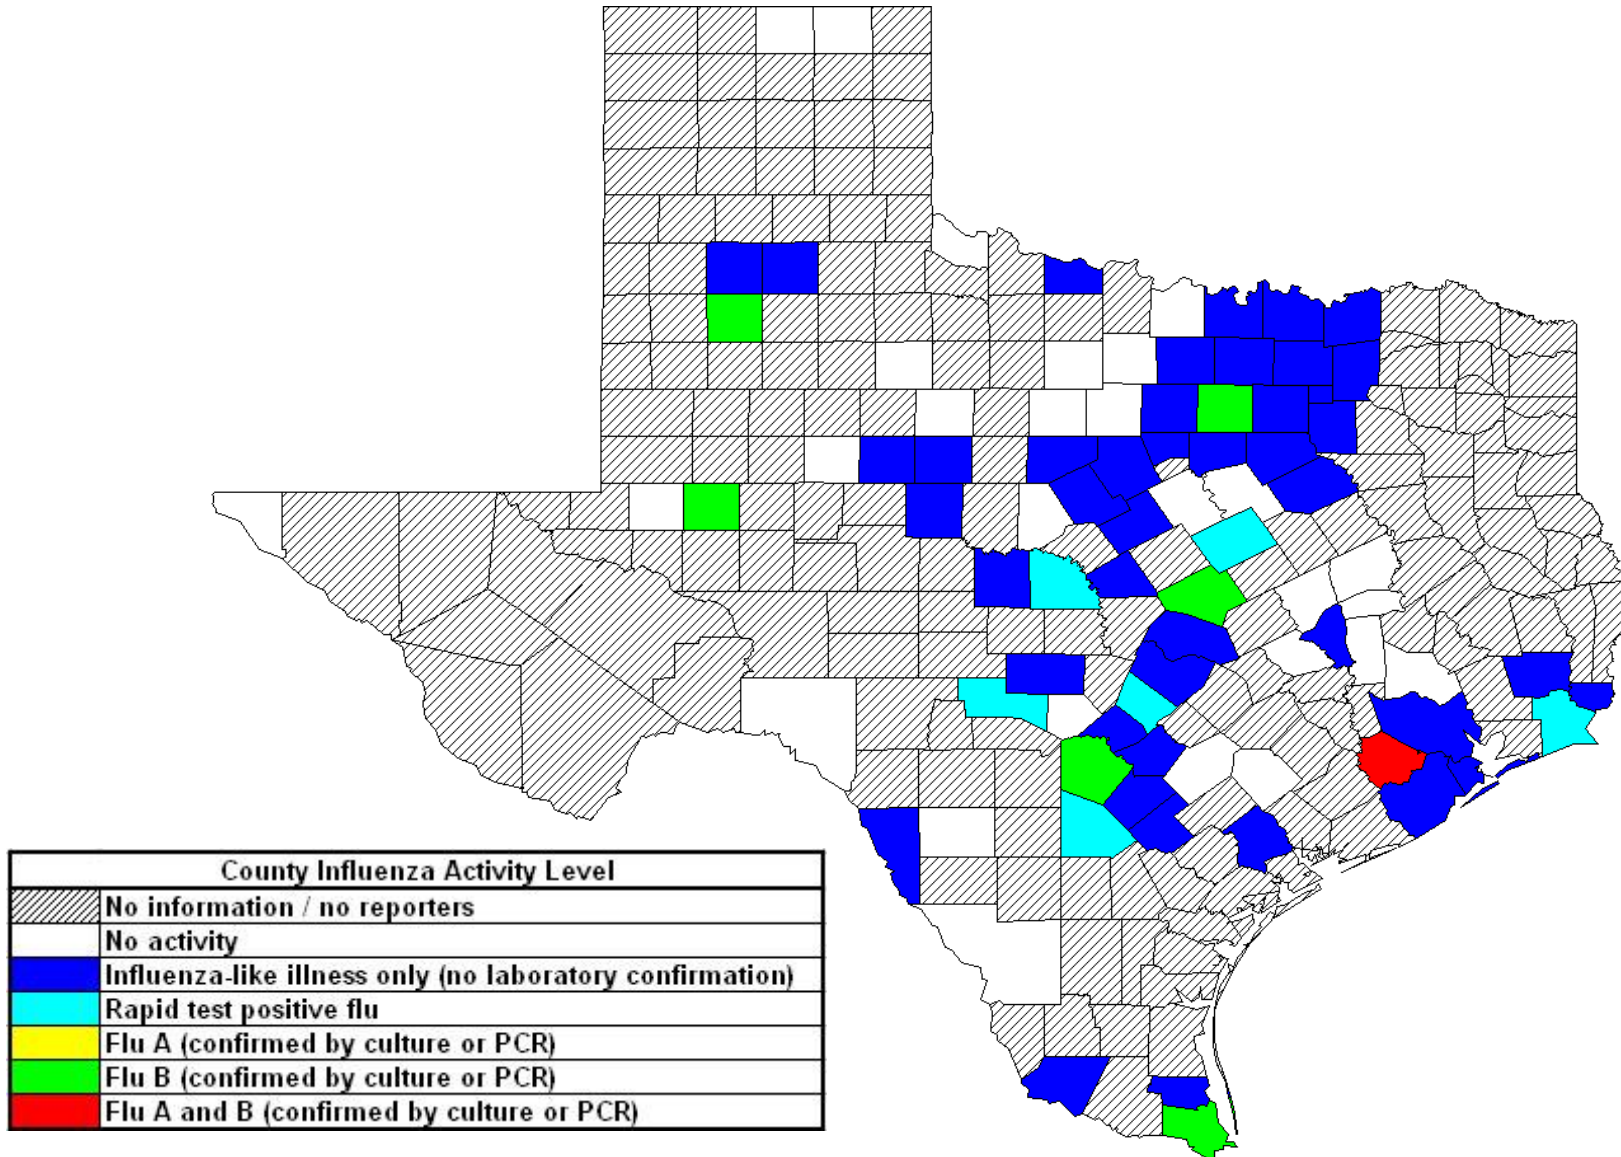 County Influenza Activity Level
No information / no reporters
No activity
Influenza-like illness only (no laboratory confirmation)
Rapid test positive flu
Flu A (confirmed by culture or PCR)
Flu B (confirmed by culture or PCR)
Flu A and B (confirmed by culture or PCR)